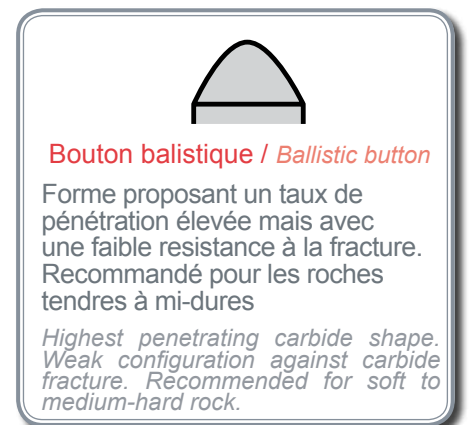 Bouton balistique / Ballistic button
Forme proposant un taux de
pénétration élevée mais avec
une faible resistance à la fracture.
Recommandé pour les roches
tendres à mi-dures
Highest penetrating carbide shape.
Weak configuration against carbide
fracture. Recommended for soft to
medium-hard rock.